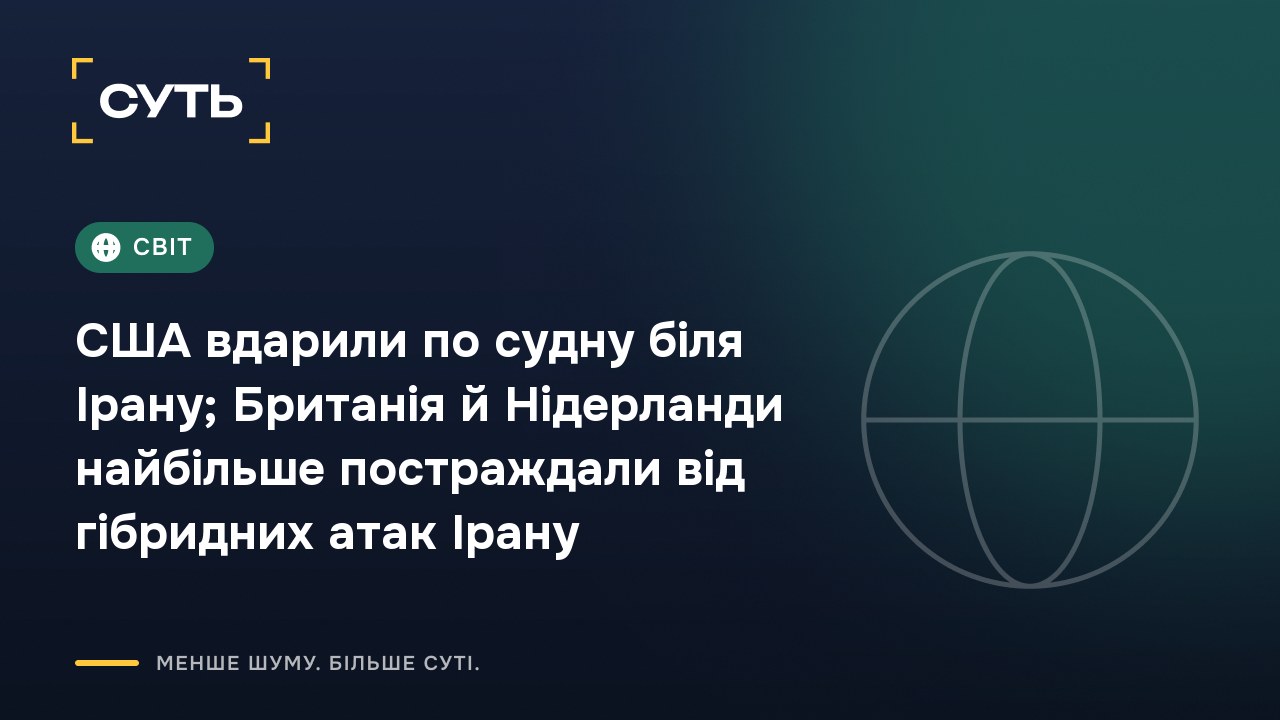 СУТЬ
СВІТ
США вдарили по судну біля
Ірану; Британія й Нідерланди
найбільше постраждали від
гібридних атак Ірану
МЕНШЕ ШУМУ. БІЛЬШЕ СУТІ.